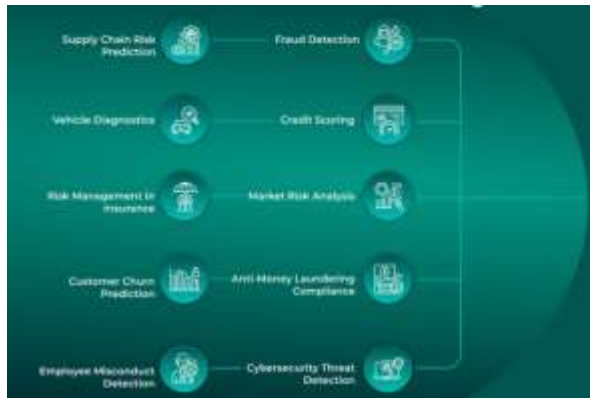 Supply Chain Risk
Prediction
Fraud Detection
Vehicle Diagnostics
Credit Scoring
Risk Management in
Insurance
Market Risk Analysis
Customer Churn
Prediction
Anti-Money Laundering
Compliance
Employee Misconduct
Detection
Cybersecurity Threat
Detection